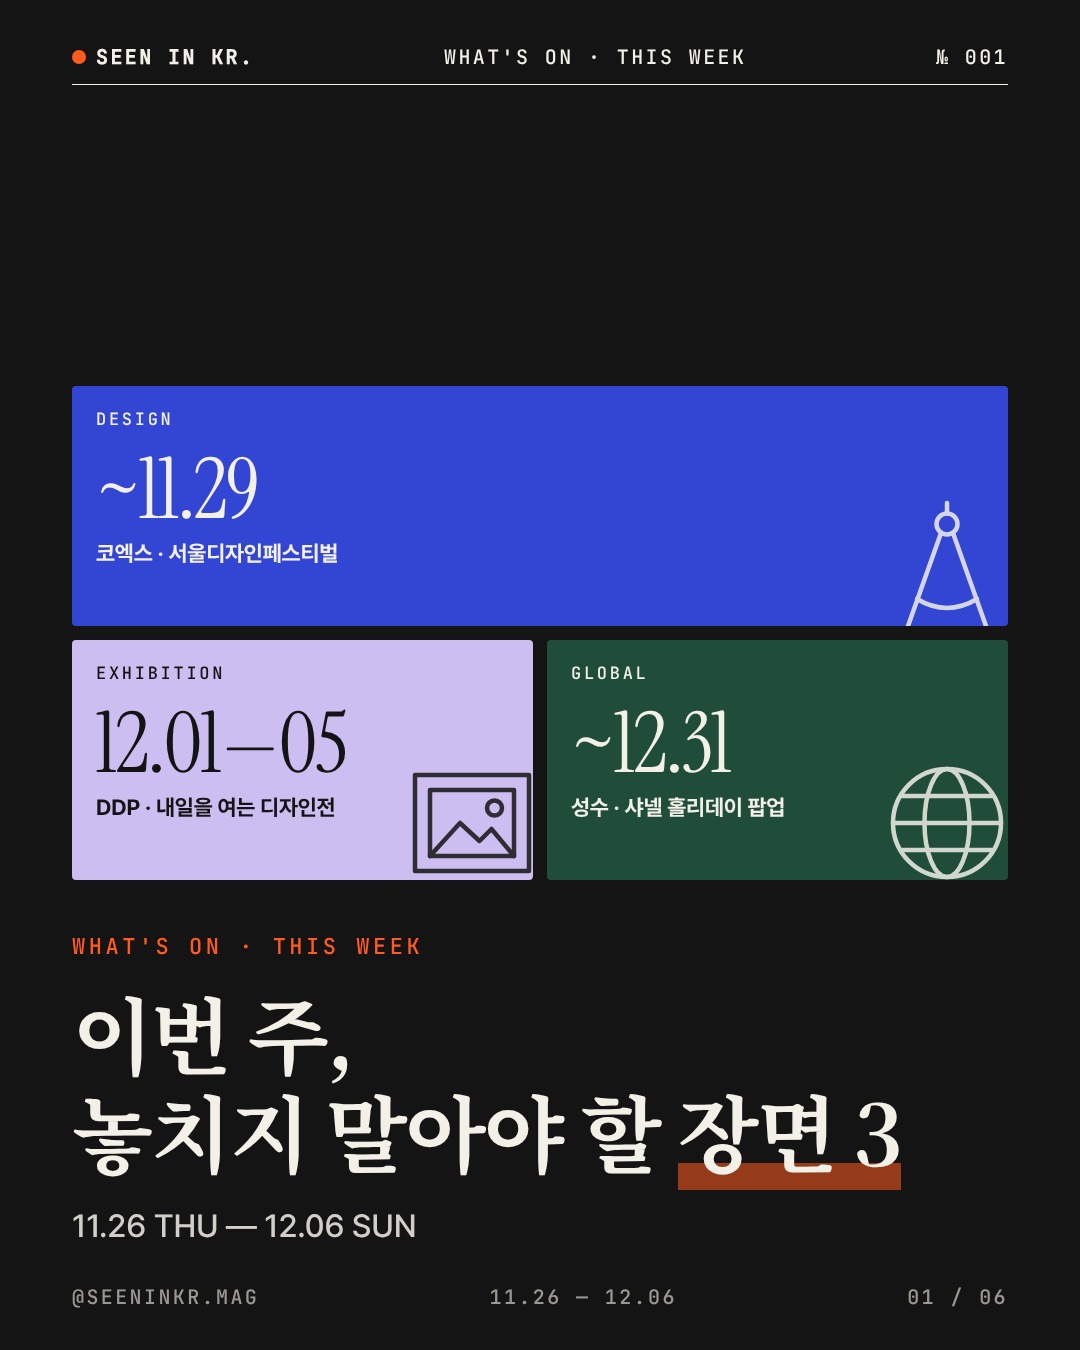 SEEN IN KR.
WHAT'S ON · THIS WEEK
№ 001
DESIGN
~11.29
코엑스 · 서울디자인페스티벌
EXHIBITION
12.01—05
DDP · 내일을 여는 디자인전
GLOBAL
~12.31
성수 · 샤넬 홀리데이 팝업
WHAT'S ON · THIS WEEK
이번 주,
놓치지 말아야 할 장면 3
11.26 THU — 12.06 SUN
@SEENINKR.MAG
11.26 — 12.06
01 / 06